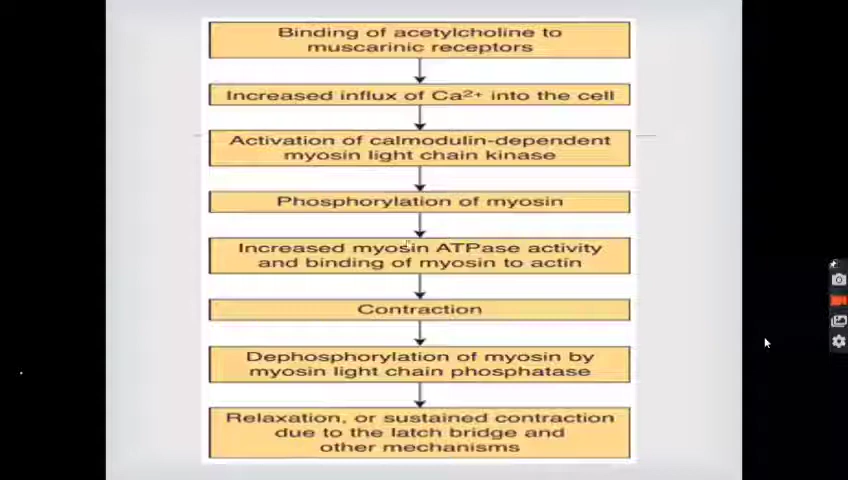 Binding of acetylcholine to
muscarinic receptors
Increased influx of Ca²⁺ into the cell
Activation of calmodulin-dependent
myosin light chain kinase
Phosphorylation of myosin
Increased myosin ATPase activity
and binding of myosin to actin
Contraction
Dephosphorylation of myosin by
myosin light chain phosphatase
Relaxation, or sustained contraction
due to the latch bridge and
other mechanisms